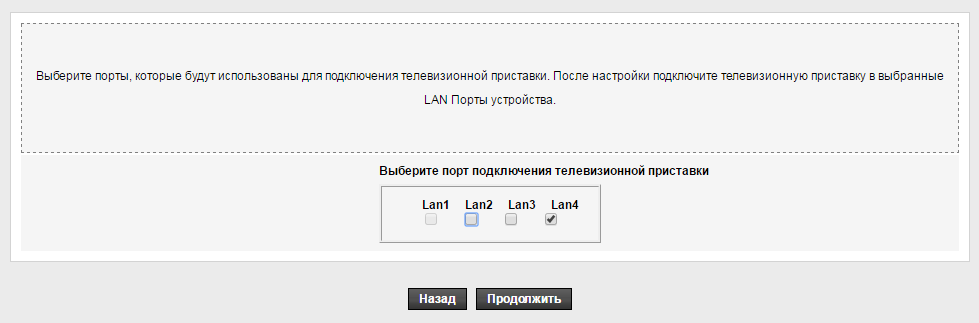 Выберите порты, которые будут использованы для подключения телевизионной приставки. После настройки подключите телевизионную приставку в выбранные
LAN Порты устройства.
Выберите порт подключения телевизионной приставки
Lan1 Lan2 Lan3 Lan4
Назад Продолжить